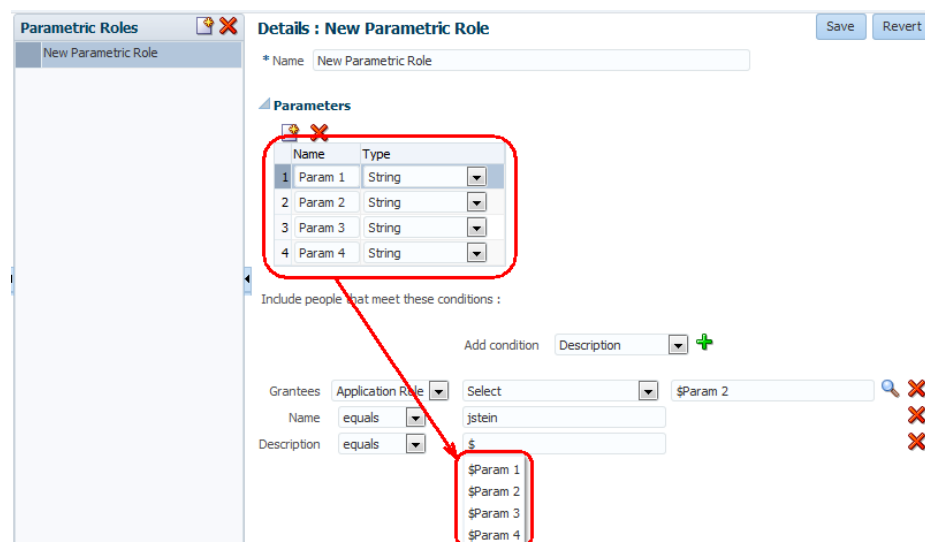 Parametric Roles
New Parametric Role
Details : New Parametric Role
Save
Revert
* Name New Parametric Role
Parameters
Name Type
1 Param 1 String
2 Param 2 String
3 Param 3 String
4 Param 4 String
Include people that meet these conditions :
Add condition Description
Grantees Application Role Select $Param 2
Name equals jstein
Description equals $
$Param 1
$Param 2
$Param 3
$Param 4